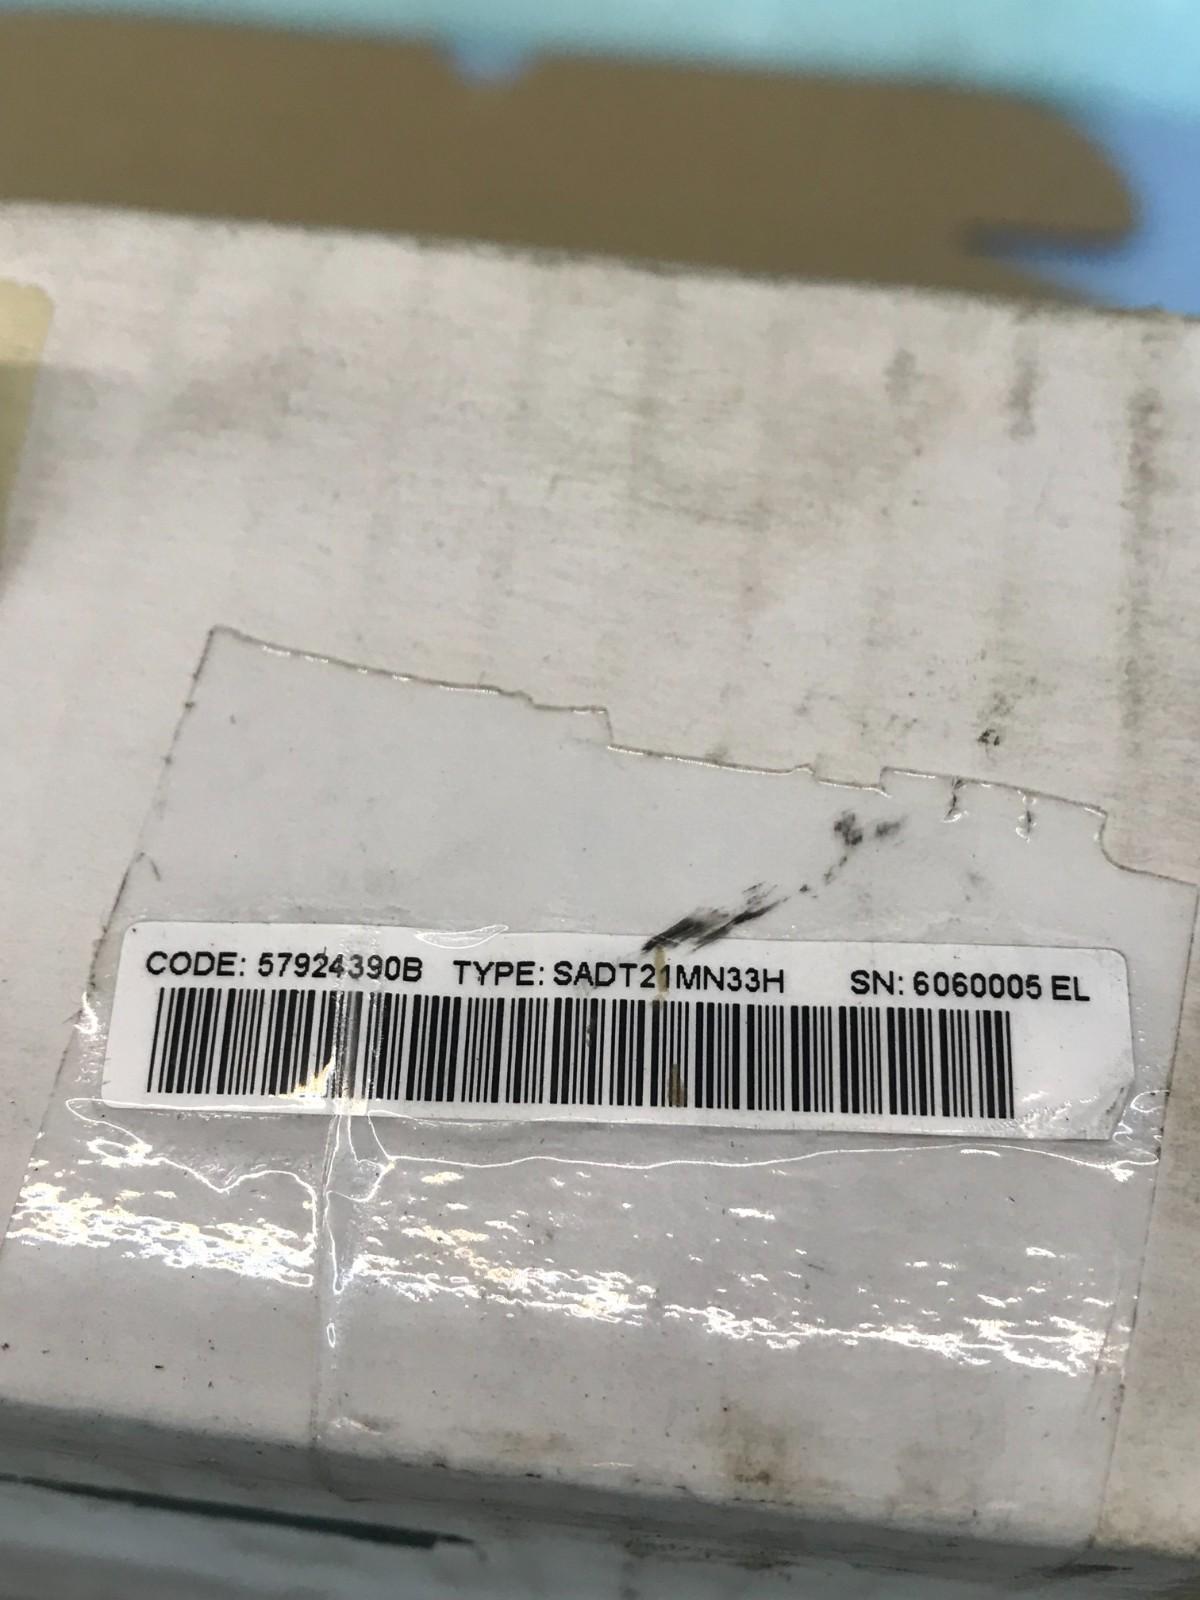 CODE: 57924390B TYPE: SADT21MN33H SN: 6060005 EL